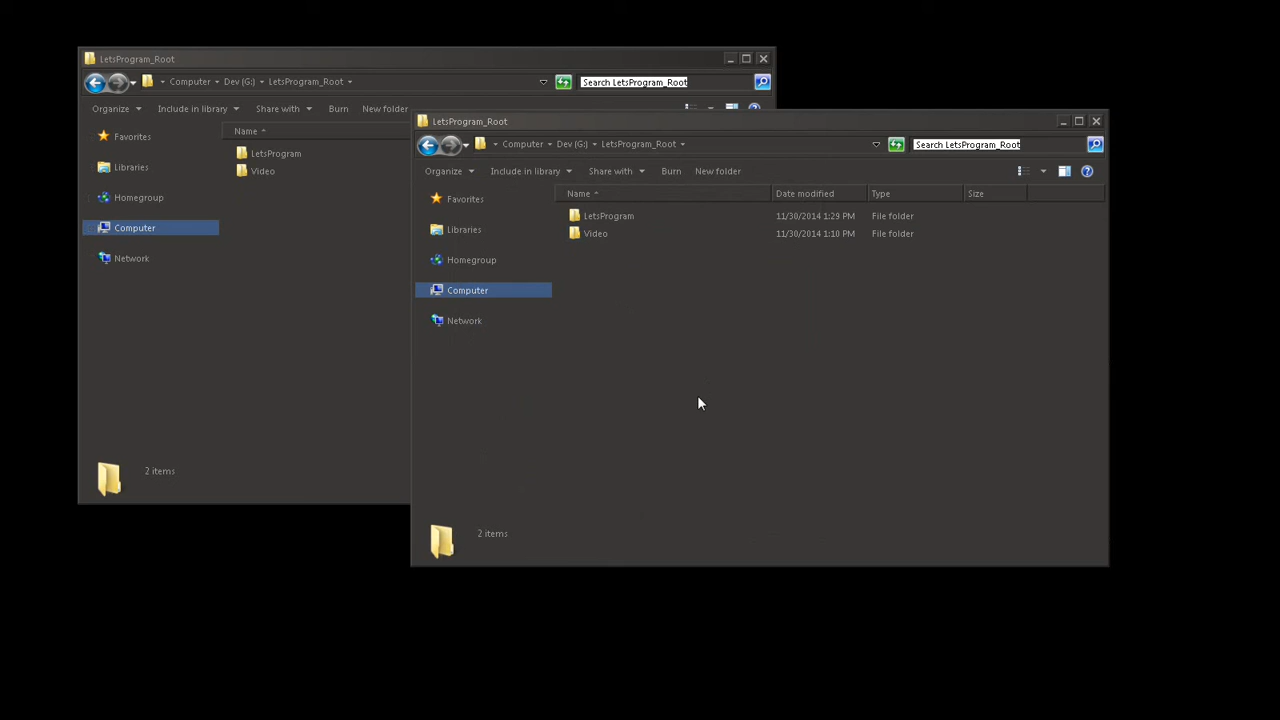 LetsProgram_Root
Computer Dev (G:) LetsProgram_Root Search LetsProgram_Root
Organize Include in library Share with Burn New folder
Favorites
Libraries
Homegroup
Computer
Network
Name
LetsProgram
Video
2 items
LetsProgram_Root
Computer Dev (G:) LetsProgram_Root Search LetsProgram_Root
Organize Include in library Share with Burn New folder
Favorites
Libraries
Homegroup
Computer
Network
Name Date modified Type Size
LetsProgram 11/30/2014 1:29 PM File folder
Video 11/30/2014 1:10 PM File folder
2 items